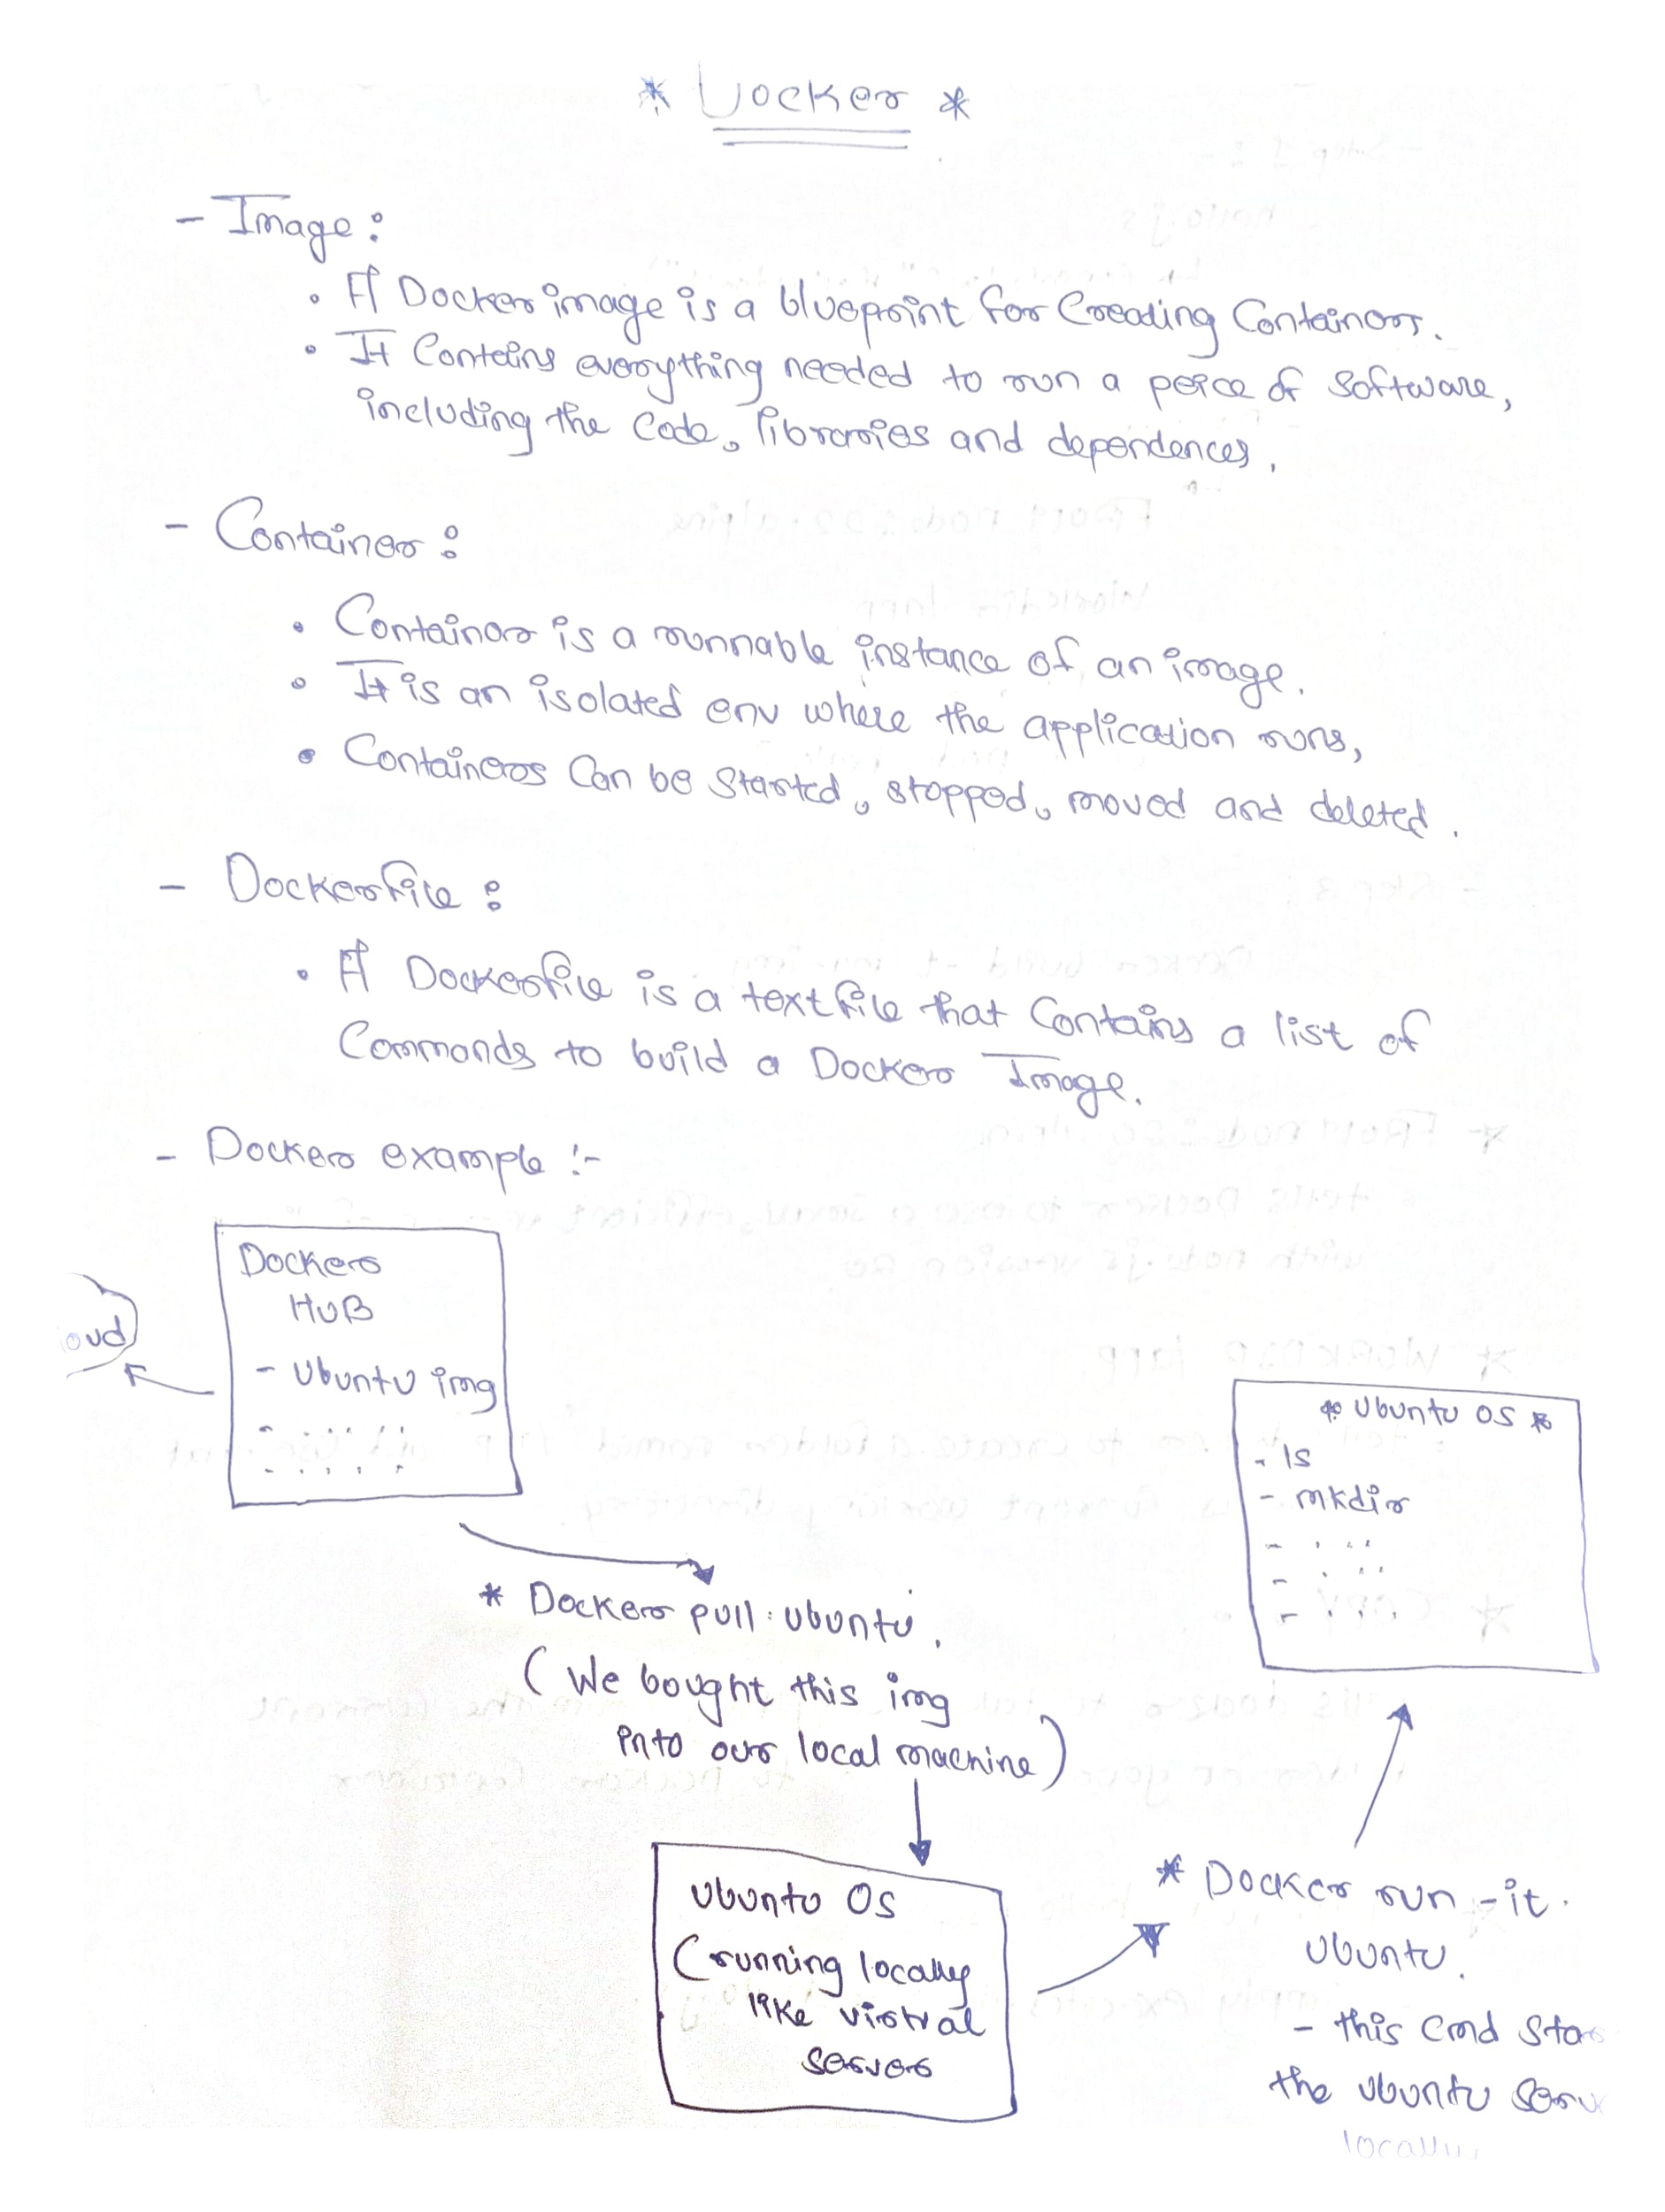 * Docker *
- Image:
• A Docker image is a blueprint for Creating Containers.
• It Contains everything needed to run a peice of Software,
including the Code, libraries and dependences.
- Container:
• Container is a runnable instance of an image.
• It is an isolated env where the application runs,
• Containers Can be Started, stopped, moved and deleted.
- Dockerfile:
• A Dockerfile is a text file that Contains a list of
Commands to build a Docker Image.
- Docker example :-
Docker
HUB
- Ubuntu img
- ......
- .....
oud
* Ubuntu OS *
- ls
- mkdir
- ....
- ....
- ....
* Docker pull ubuntu.
(We bought this img
into our local machine)
Ubuntu OS
(running locally
like virtual
server
* Docker run -it
Ubuntu.
- this Cmd Star
the Ubuntu Serv
locally